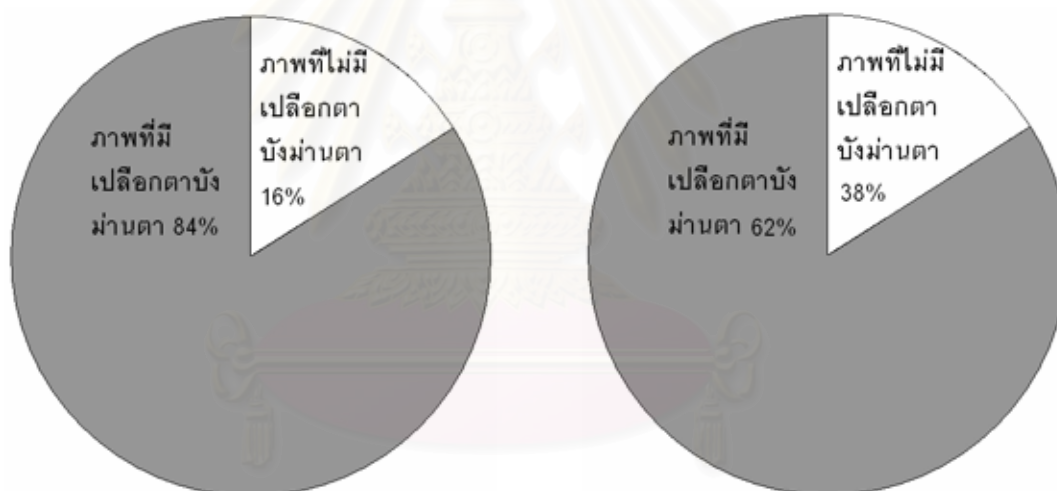 ภาพที่ไม่มี
เปลือกตา
บังม่านตา
16%
ภาพที่มี
เปลือกตาบัง
ม่านตา 84%
ภาพที่ไม่มี
เปลือกตา
บังม่านตา
38%
ภาพที่มี
เปลือกตาบัง
ม่านตา 62%